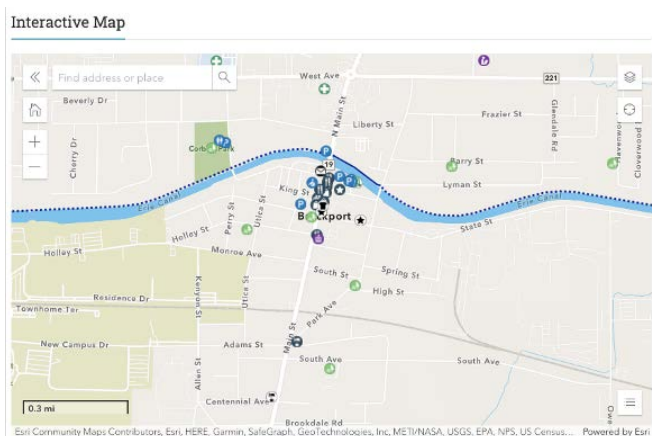 Interactive Map
Find address or place
West Ave
221
Beverly Dr
N Main St
Liberty St
Frazier St
Glendale Rd
Cherry Dr
19
Barry St
Lyman St
King St
Erie Canal
Erie Canal
Perry St
Utica St
State St
Holley St
Holley St
Monroe Ave
South St
Spring St
High St
Kenyon St
Utica St
Residence Dr
Townhome Ter
Park Ave
Main St
New Campus Dr
Adams St
South Ave
South Ave
Allen St
0.3 mi
Centennial Ave
Brookdale Rd
Esri Community Maps Contributors, Esri, HERE, Garmin, SafeGraph, GeoTechnologies, Inc, METI/NASA, USGS, EPA, NPS, US Census... Powered by Esri